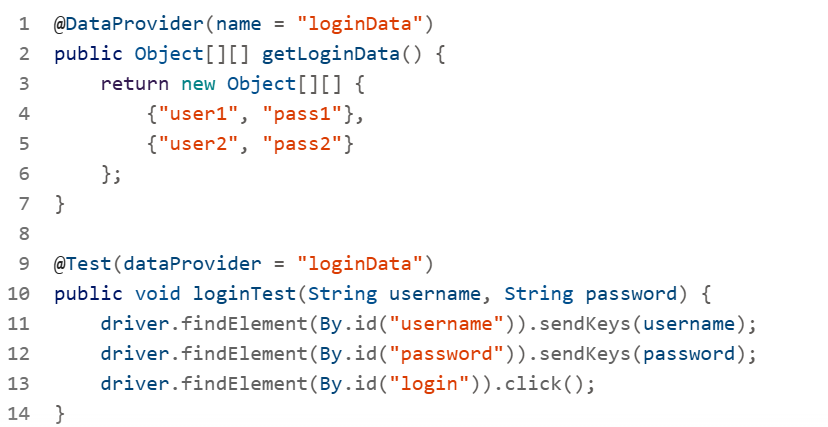 1 @DataProvider(name = "loginData")
2 public Object[][] getLoginData() {
3     return new Object[][] {
4         {"user1", "pass1"},
5         {"user2", "pass2"}
6     };
7 }
8
9 @Test(dataProvider = "loginData")
10 public void loginTest(String username, String password) {
11     driver.findElement(By.id("username")).sendKeys(username);
12     driver.findElement(By.id("password")).sendKeys(password);
13     driver.findElement(By.id("login")).click();
14 }